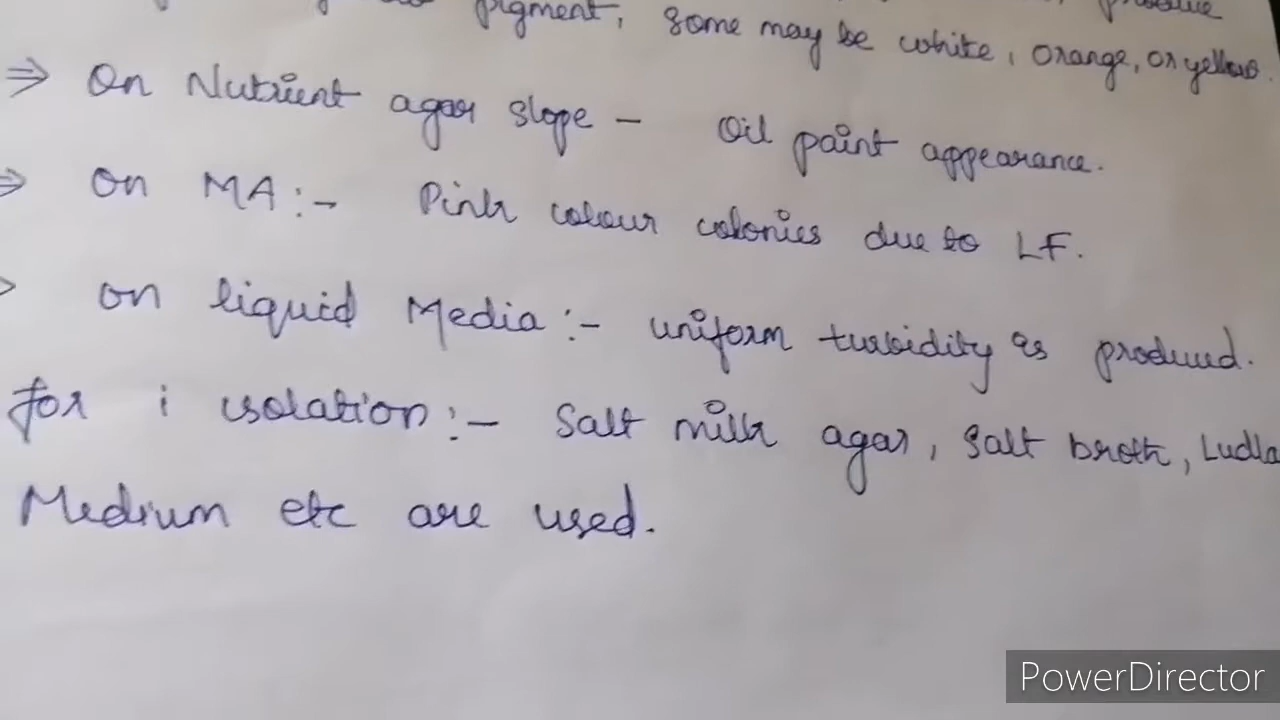 pigment, some may be white, orange, or yellow.
⇒ On Nutrient agar slope - Oil paint appearance.
⇒ On MA:- Pink colour colonies due to LF.
on liquid Media:- uniform turbidity is produced.
for i isolation:- Salt milk agar, Salt broth, Ludla
Medium etc are used.
PowerDirector